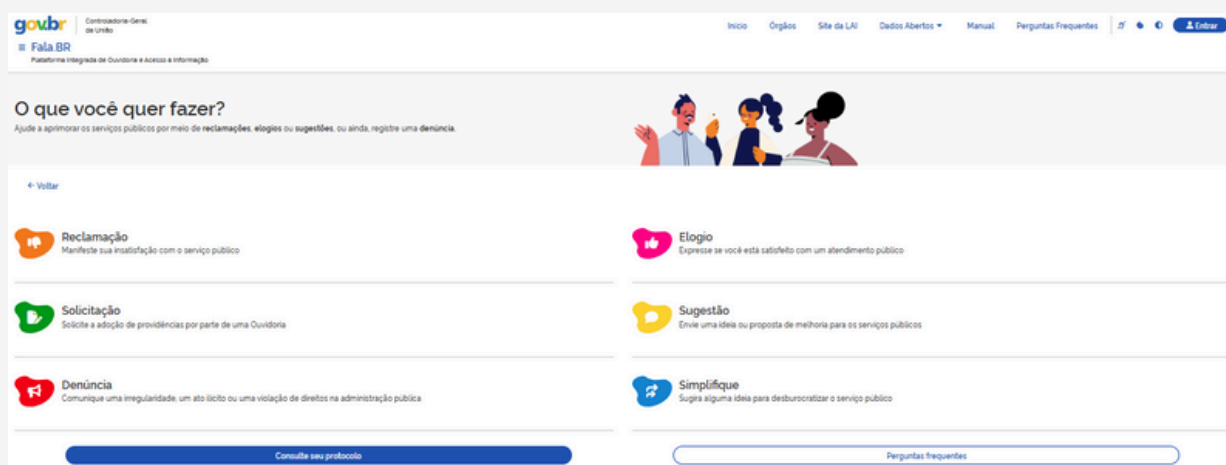 gov.br
Controladoria-Geral
da União
Início Órgãos Site da LAI Dados Abertos Manual Perguntas Frequentes Entrar
Fala.BR
Plataforma Integrada de Ouvidoria e Acesso à Informação
O que você quer fazer?
Ajude a aprimorar os serviços públicos por meio de reclamações, elogios ou sugestões, ou ainda, registre uma denúncia.
Voltar
Reclamação
Manifeste sua insatisfação com o serviço público
Elogio
Expresse se você está satisfeito com um atendimento público
Solicitação
Solicite a adoção de providências por parte de uma Ouvidoria
Sugestão
Envie uma ideia ou proposta de melhoria para os serviços públicos
Denúncia
Comunique uma irregularidade, um ato ilícito ou uma violação de direitos na administração pública
Simplifique
Sugira alguma ideia para desburocratizar o serviço público
Consulte seu protocolo
Perguntas frequentes